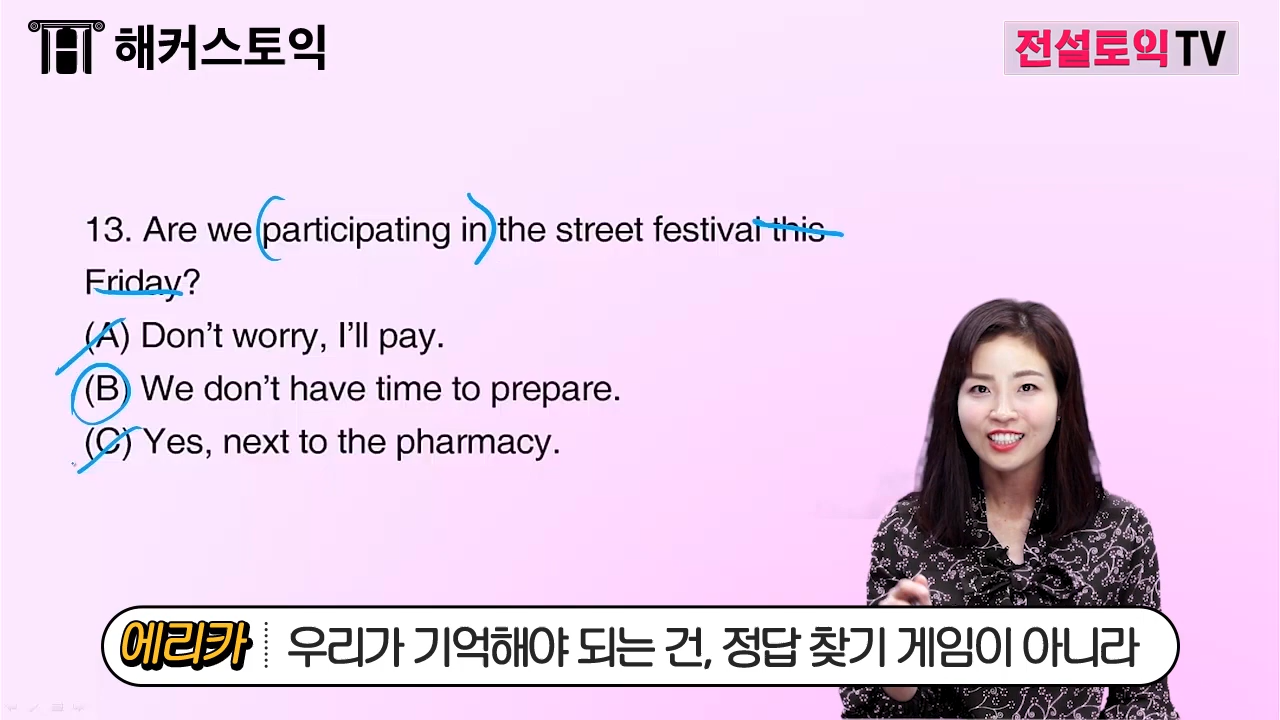 해커스토익
전설토익TV
13. Are we participating in the street festival this
Friday?
(A) Don't worry, I'll pay.
(B) We don't have time to prepare.
(C) Yes, next to the pharmacy.
에리카
우리가 기억해야 되는 건, 정답 찾기 게임이 아니라